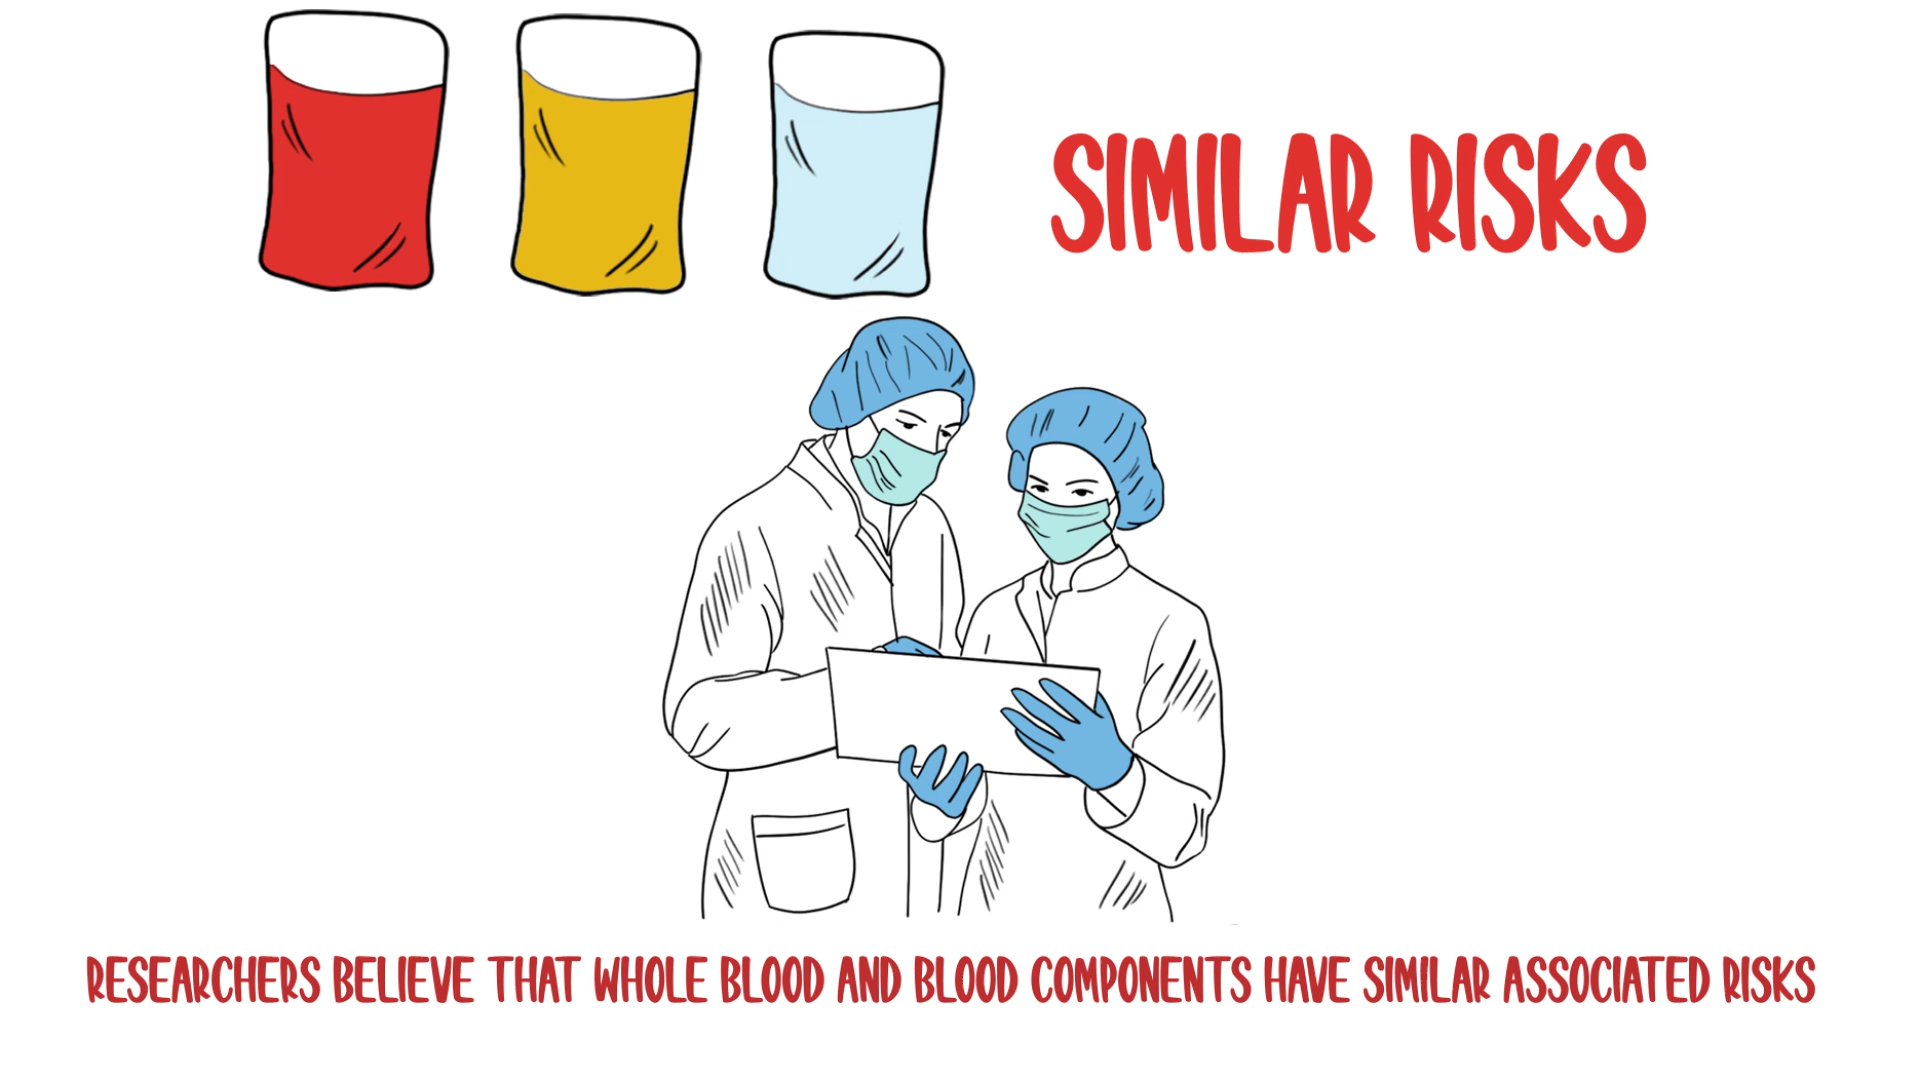 SIMILAR RISKS
RESEARCHERS BELIEVE THAT WHOLE BLOOD AND BLOOD COMPONENTS HAVE SIMILAR ASSOCIATED RISKS